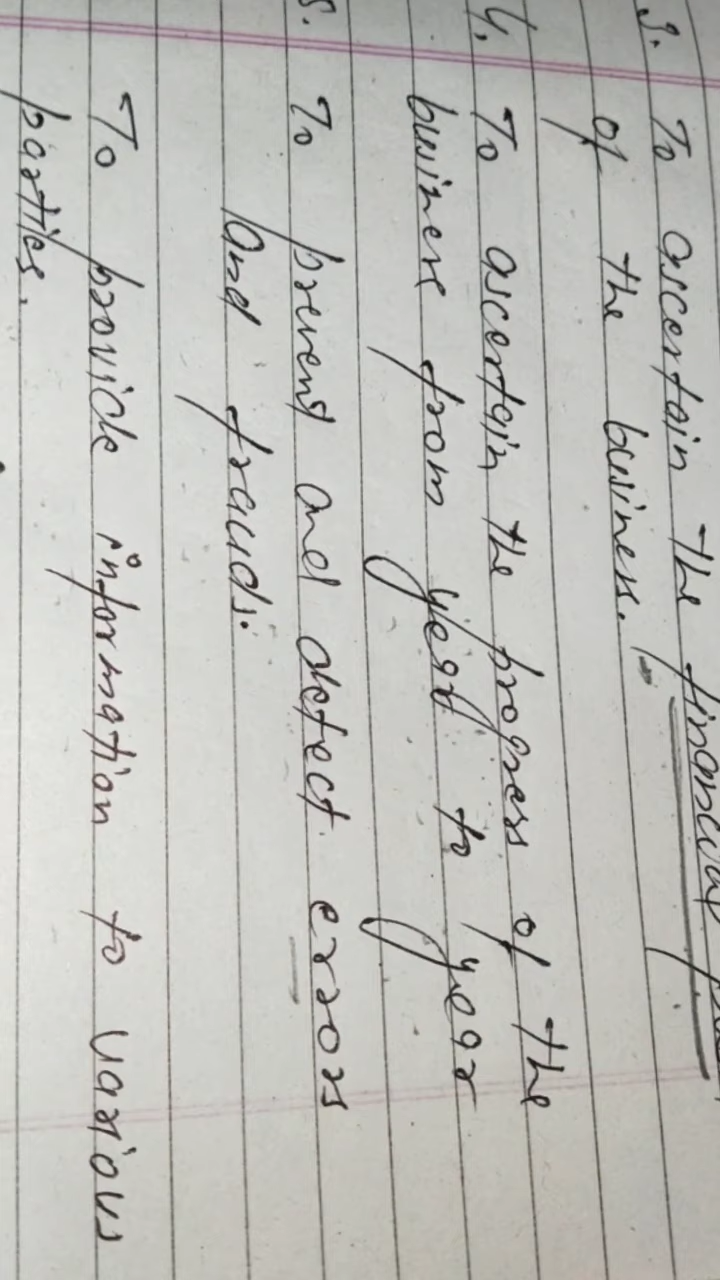 3. To ascertain the financial
of the business.
4. To ascertain the progress of the
business from year to year
5. To prevent and detect errors
and frauds.
To provide information to various
parties.